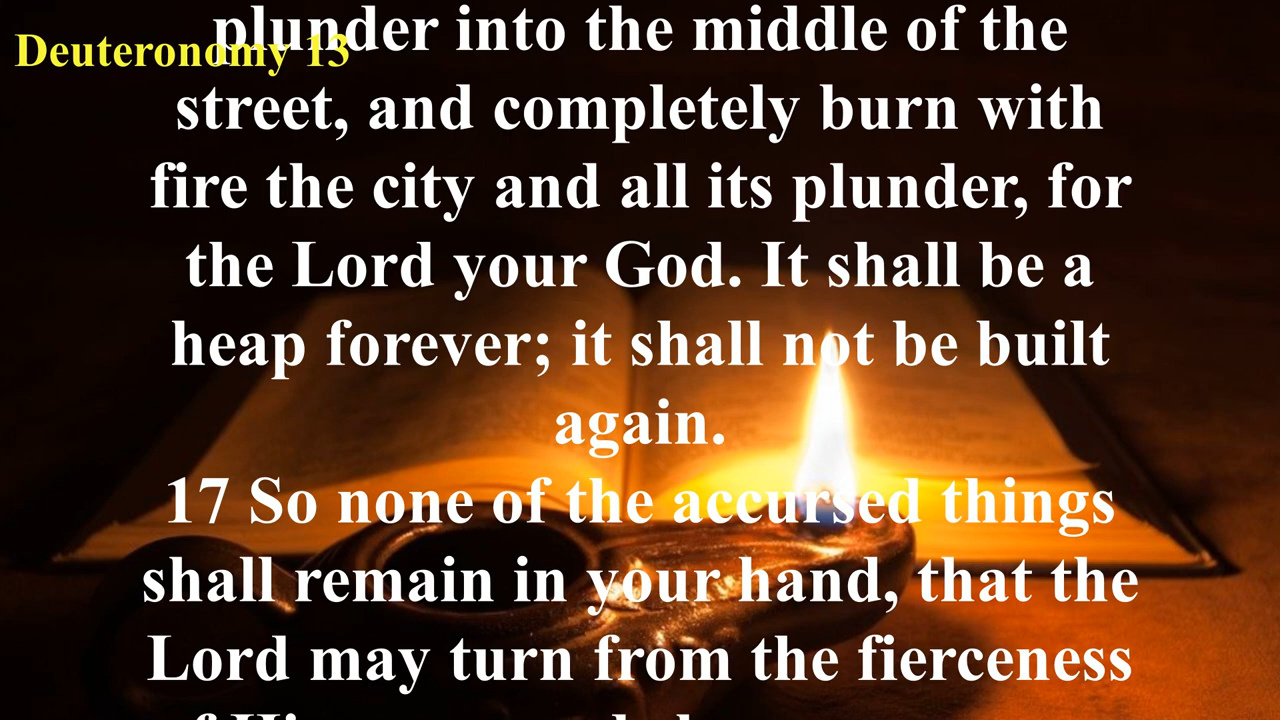 Deuteronomy 13
plunder into the middle of the
street, and completely burn with
fire the city and all its plunder, for
the Lord your God. It shall be a
heap forever; it shall not be built
again.
17 So none of the accursed things
shall remain in your hand, that the
Lord may turn from the fierceness